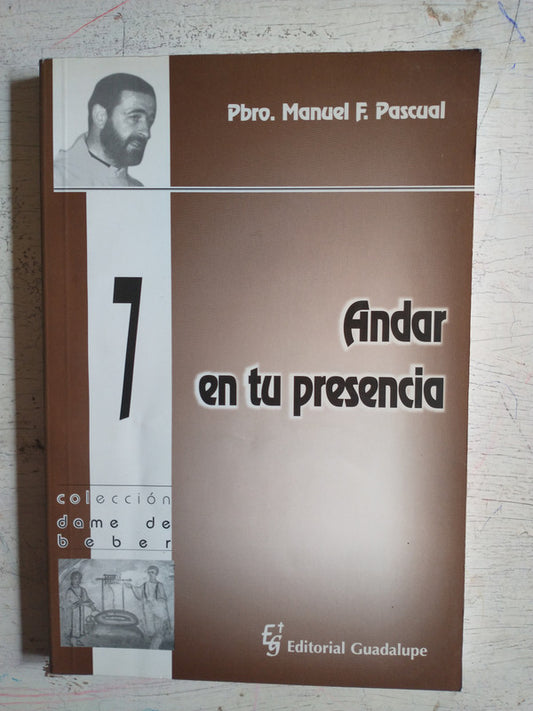 Pbro. Manuel F. Pascual
7
Andar
en tu presencia
colección
dame de
beber
EG Editorial Guadalupe